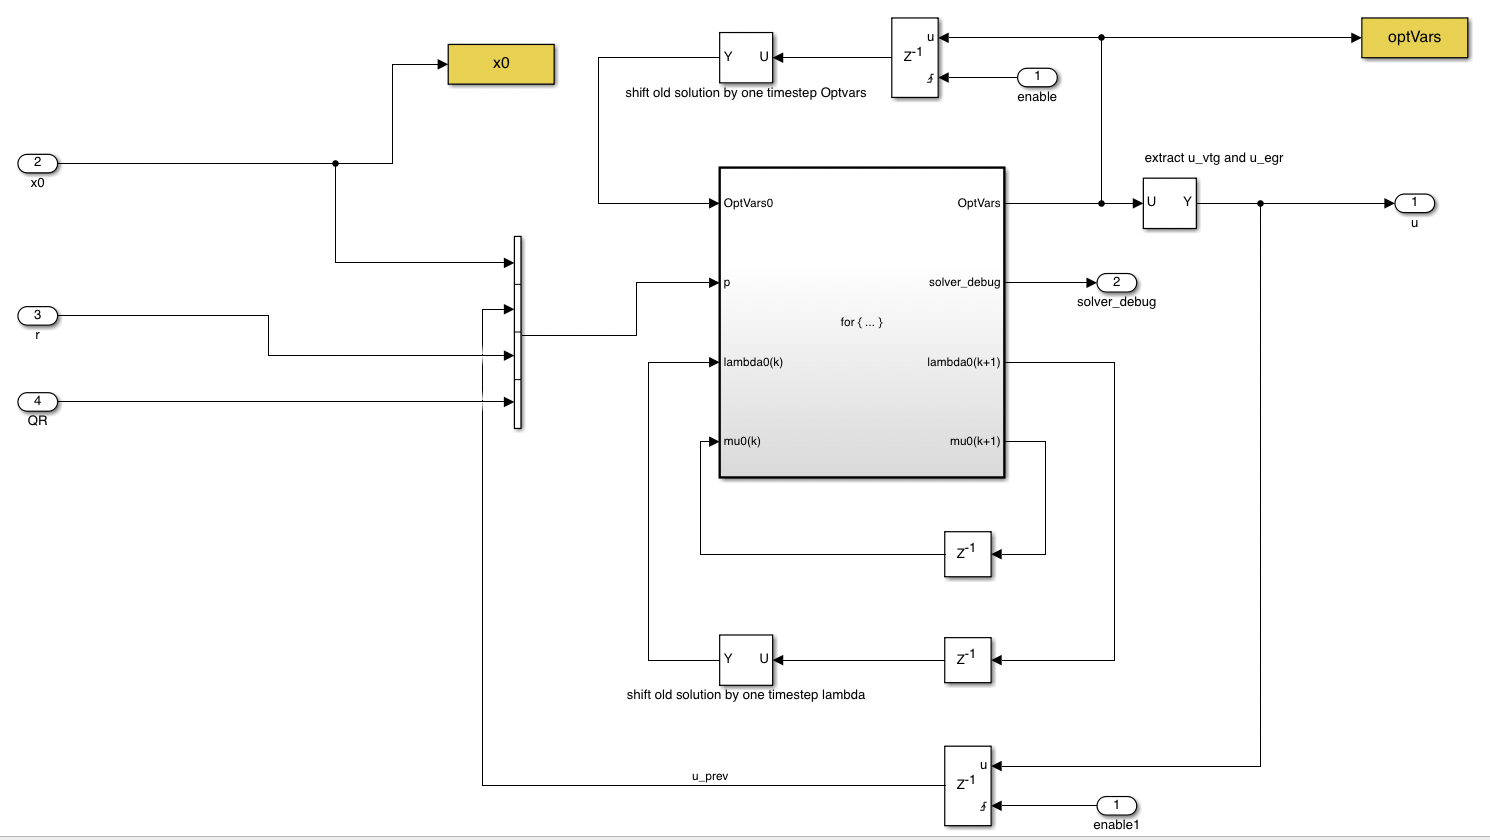 x0
optVars
u
Z-1
Y U
1
enable
shift old solution by one timestep Optvars
2
x0
extract u_vtg and u_egr
U Y
1
u
OptVars0
OptVars
p
solver_debug
2
solver_debug
for { ... }
3
r
lambda0(k)
lambda0(k+1)
4
QR
mu0(k)
mu0(k+1)
Z-1
Y U
Z-1
shift old solution by one timestep lambda
u_prev
u
Z-1
1
enable1